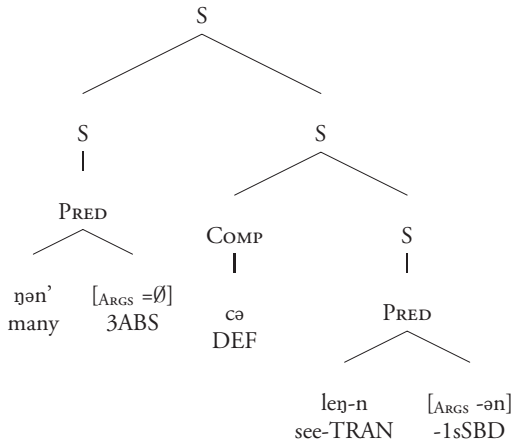 S
S S
PRED
COMP S
ŋən’ [ARGS =Ø]
many 3ABS
cə
DEF
PRED
leŋ-n [ARGS -ən]
see-TRAN -1sSBD